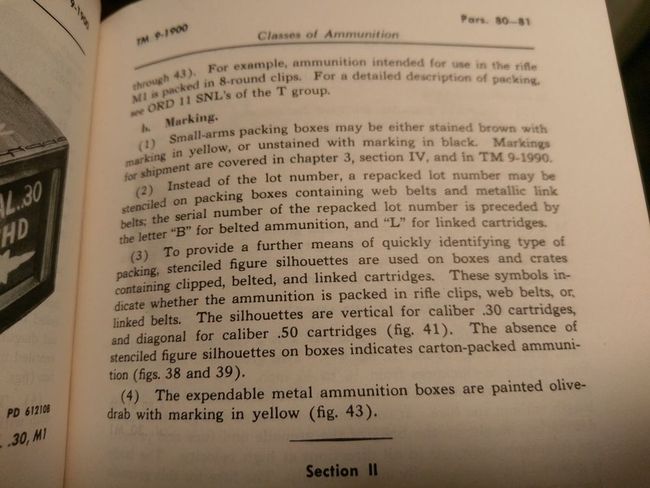 9-1900
TM 9-1900
Pars. 80—81
Classes of Ammunition
through 43). For example, ammunition intended for use in the rifle
M1 is packed in 8-round clips. For a detailed description of packing,
see ORD 11 SNL's of the T group.
b. Marking.
(1) Small-arms packing boxes may be either stained brown with
marking in yellow, or unstained with marking in black. Markings
for shipment are covered in chapter 3, section IV, and in TM 9-1990.
(2) Instead of the lot number, a repacked lot number may be
stenciled on packing boxes containing web belts and metallic link
belts; the serial number of the repacked lot number is preceded by
the letter "B" for belted ammunition, and "L" for linked cartridges.
(3) To provide a further means of quickly identifying type of
packing, stenciled figure silhouettes are used on boxes and crates
containing clipped, belted, and linked cartridges. These symbols in-
dicate whether the ammunition is packed in rifle clips, web belts, or,
linked belts. The silhouettes are vertical for caliber .30 cartridges,
and diagonal for caliber .50 cartridges (fig. 41). The absence of
stenciled figure silhouettes on boxes indicates carton-packed ammuni-
tion (figs. 38 and 39).
(4) The expendable metal ammunition boxes are painted olive-
drab with marking in yellow (fig. 43).
Section II
AL..30
HD
PD 61210B
.30, M1